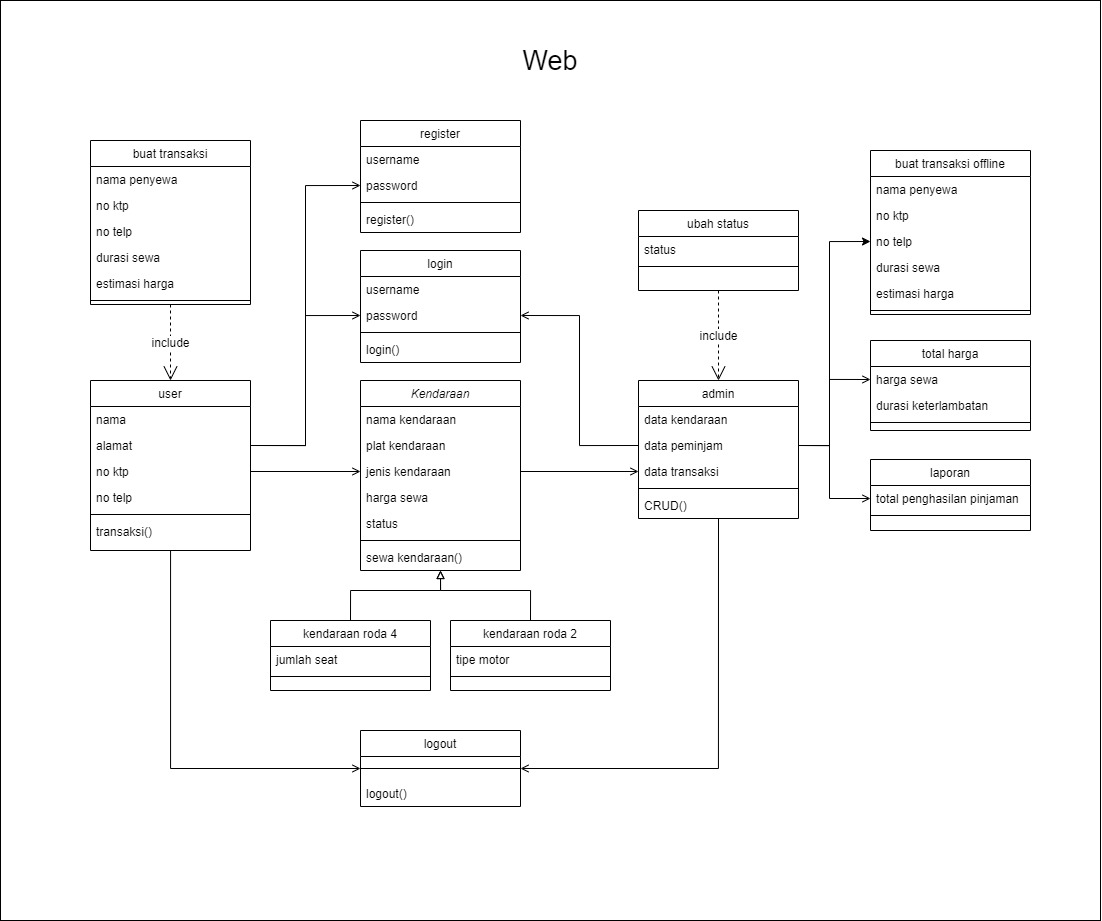 Web
buat transaksi
nama penyewa
no ktp
no telp
durasi sewa
estimasi harga
include
user
nama
alamat
no ktp
no telp
transaksi()
register
username
password
register()
login
username
password
login()
Kendaraan
nama kendaraan
plat kendaraan
jenis kendaraan
harga sewa
status
sewa kendaraan()
kendaraan roda 4
jumlah seat
kendaraan roda 2
tipe motor
logout
logout()
ubah status
status
include
admin
data kendaraan
data peminjam
data transaksi
CRUD()
buat transaksi offline
nama penyewa
no ktp
no telp
durasi sewa
estimasi harga
total harga
harga sewa
durasi keterlambatan
laporan
total penghasilan pinjaman